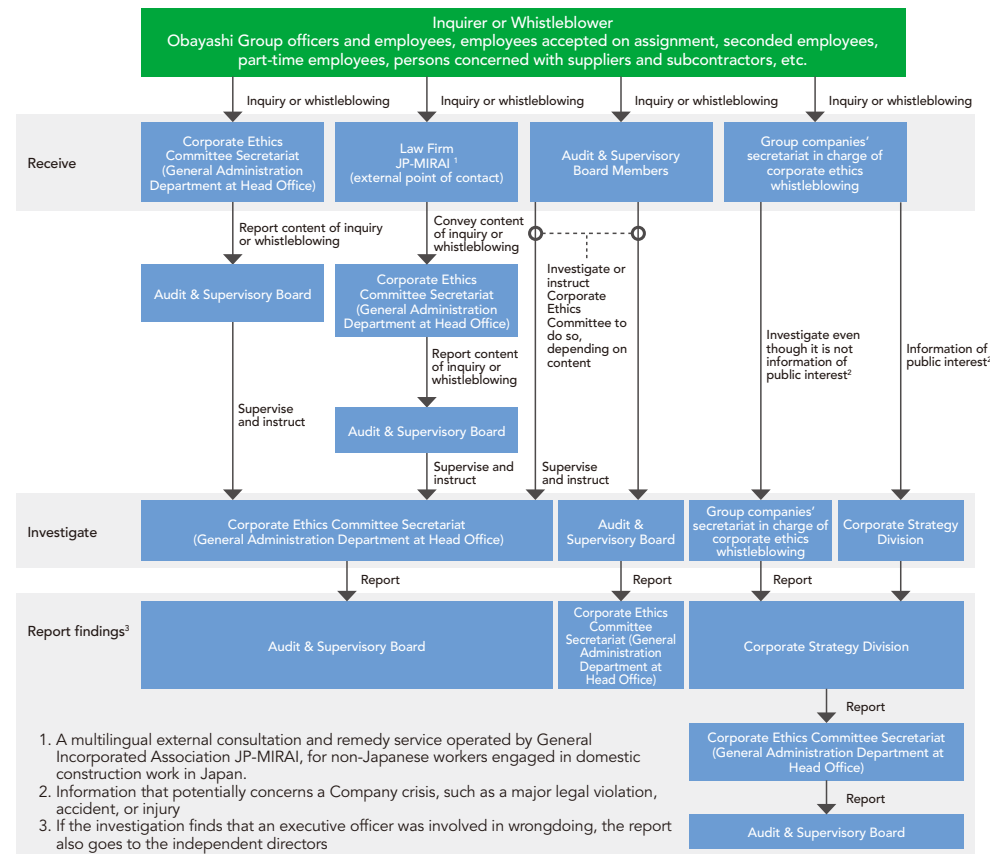 Inquirer or Whistleblower
Obayashi Group officers and employees, employees accepted on assignment, seconded employees,
part-time employees, persons concerned with suppliers and subcontractors, etc.
Inquiry or whistleblowing
Inquiry or whistleblowing
Inquiry or whistleblowing
Inquiry or whistleblowing
Receive
Corporate Ethics
Committee Secretariat
(General Administration
Department at Head Office)
Law Firm
JP-MIRAI 1
(external point of contact)
Audit & Supervisory
Board Members
Group companies'
secretariat in charge of
corporate ethics
whistleblowing
Report content of inquiry
or whistleblowing
Convey content
of inquiry or
whistleblowing
Audit & Supervisory Board
Corporate Ethics
Committee Secretariat
(General Administration
Department at Head Office)
Investigate or
instruct
Corporate
Ethics
Committee to
do so,
depending on
content
Investigate even
though it is not
information of
public interest2
Information of
public interest2
Report content
of inquiry or
whistleblowing
Supervise
and instruct
Audit & Supervisory Board
Supervise and
instruct
Supervise
and instruct
Investigate
Corporate Ethics Committee Secretariat
(General Administration Department at Head Office)
Audit &
Supervisory Board
Group companies'
secretariat in charge of
corporate ethics
whistleblowing
Corporate Strategy
Division
Report
Report
Report
Report findings3
Audit & Supervisory Board
Corporate Ethics
Committee
Secretariat (General
Administration
Department at
Head Office)
Corporate Strategy Division
Report
Corporate Ethics Committee Secretariat
(General Administration Department at
Head Office)
Report
Audit & Supervisory Board
1. A multilingual external consultation and remedy service operated by General
Incorporated Association JP-MIRAI, for non-Japanese workers engaged in domestic
construction work in Japan.
2. Information that potentially concerns a Company crisis, such as a major legal violation,
accident, or injury
3. If the investigation finds that an executive officer was involved in wrongdoing, the report
also goes to the independent directors